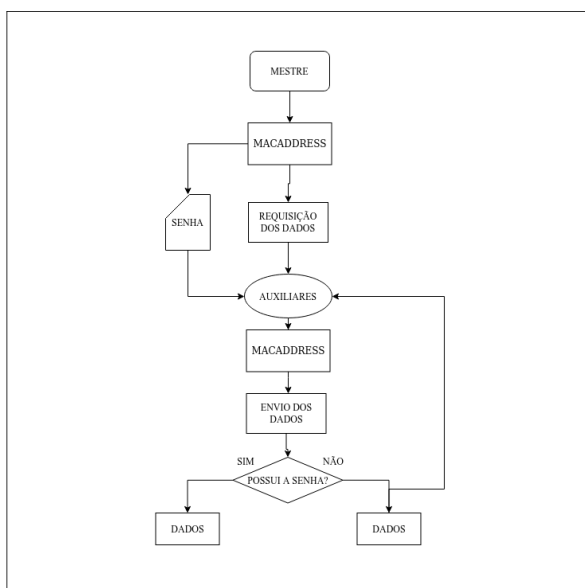 MESTRE
MACADDRESS
SENHA
REQUISIÇÃO
DOS DADOS
AUXILIARES
MACADDRESS
ENVIO DOS
DADOS
SIM
NÃO
POSSUI A SENHA?
DADOS
DADOS